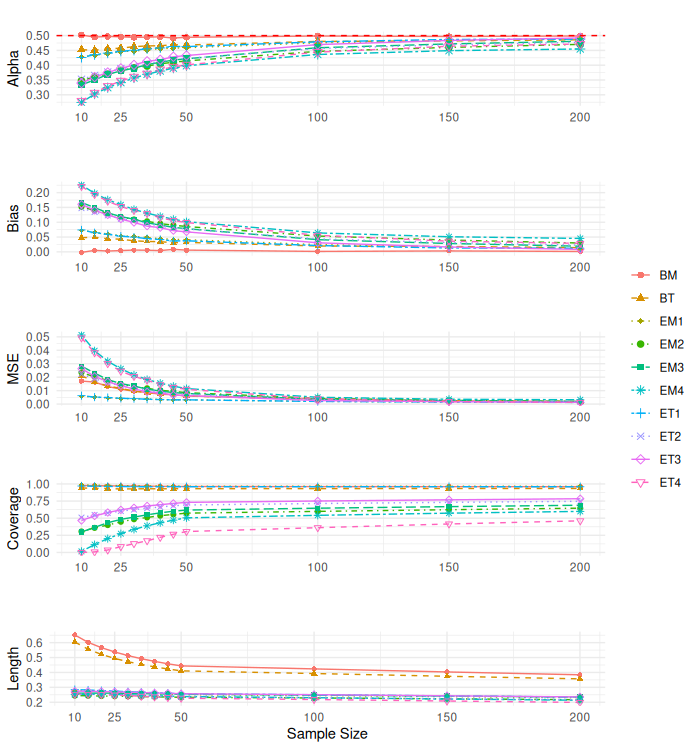 Alpha
0.50
0.45
0.40
0.35
0.30
10 25 50 100 150 200
Bias
0.20
0.15
0.10
0.05
0.00
10 25 50 100 150 200
MSE
0.05
0.04
0.03
0.02
0.01
0.00
10 25 50 100 150 200
Coverage
1.00
0.75
0.50
0.25
0.00
10 25 50 100 150 200
Length
0.6
0.5
0.4
0.3
0.2
10 25 50 100 150 200
Sample Size
BM
BT
EM1
EM2
EM3
EM4
ET1
ET2
ET3
ET4